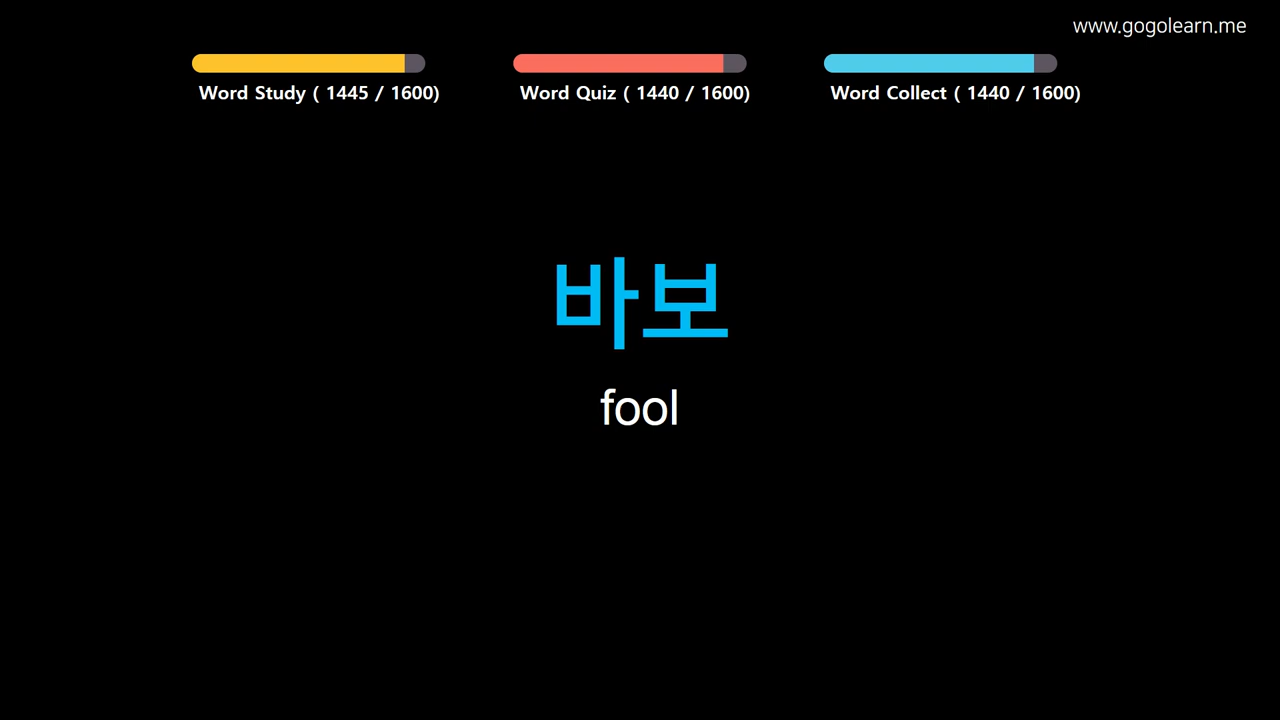 www.gogolearn.me
Word Study ( 1445 / 1600)
Word Quiz ( 1440 / 1600)
Word Collect ( 1440 / 1600)
바보
fool